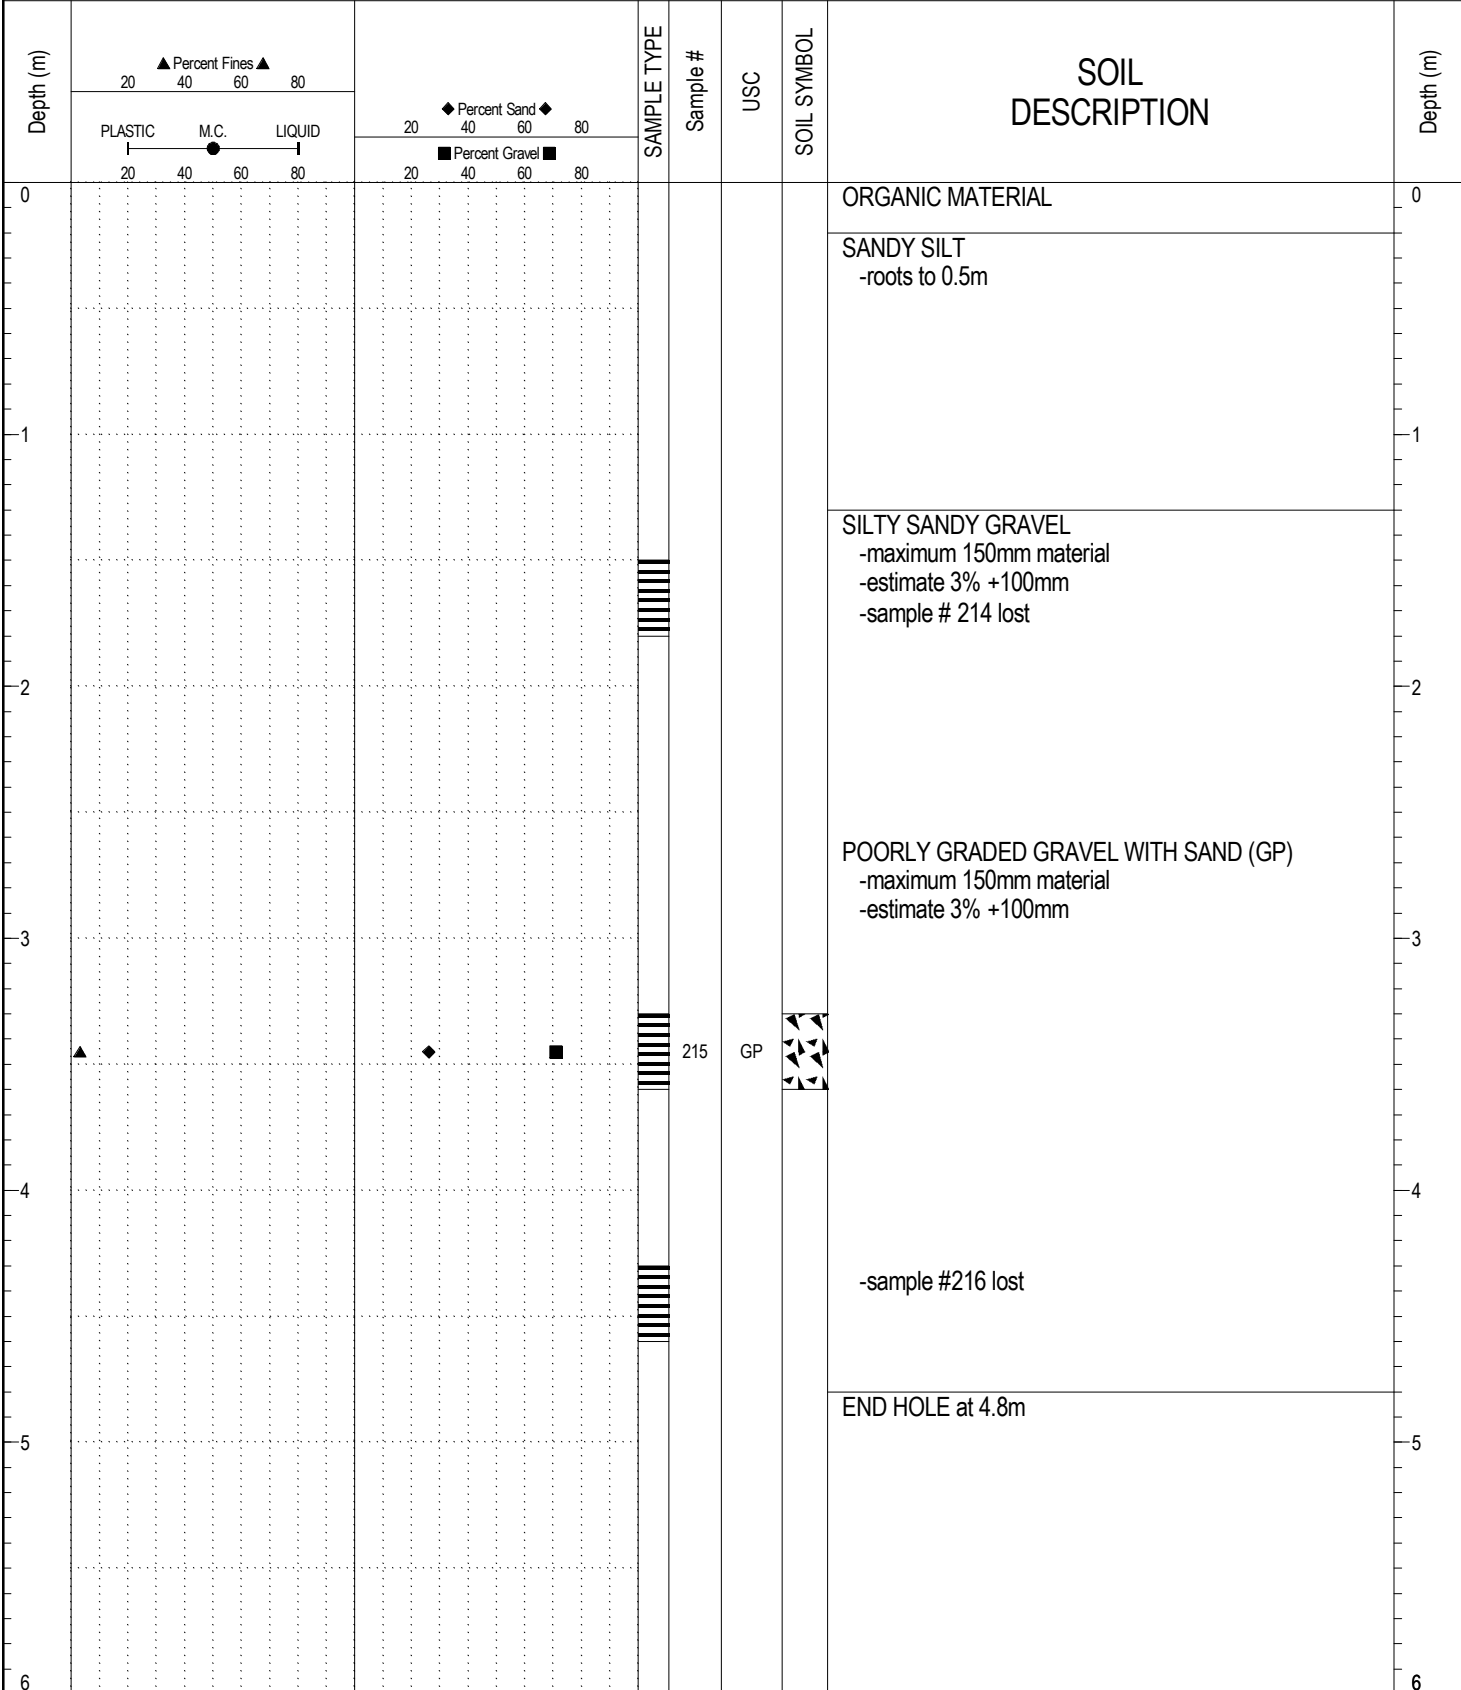 Depth (m)
▲ Percent Fines ▲
20 40 60 80
PLASTIC M.C. LIQUID
20 40 60 80
◆ Percent Sand ◆
20 40 60 80
■ Percent Gravel ■
20 40 60 80
SAMPLE TYPE
Sample #
USC
SOIL SYMBOL
SOIL
DESCRIPTION
Depth (m)
0 ORGANIC MATERIAL 0
SANDY SILT
-roots to 0.5m
1 1
SILTY SANDY GRAVEL
-maximum 150mm material
-estimate 3% +100mm
-sample # 214 lost
2 2
POORLY GRADED GRAVEL WITH SAND (GP)
-maximum 150mm material
-estimate 3% +100mm
3 3
215 GP
4 4
-sample #216 lost
END HOLE at 4.8m
5 5
6 6